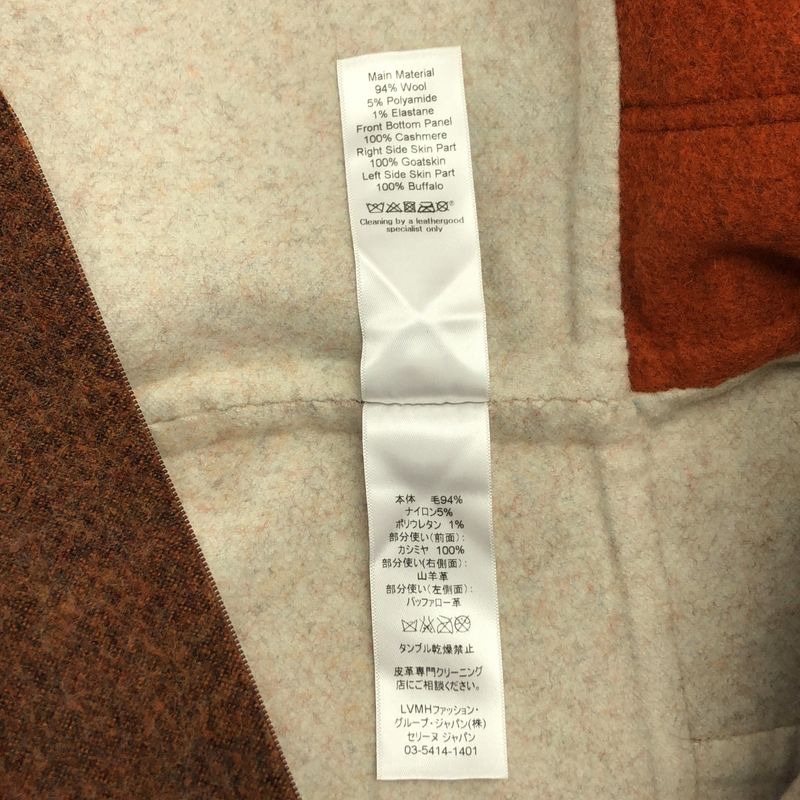 Main Material
94% Wool
5% Polyamide
1% Elastane
Front Bottom Panel
100% Cashmere
Right Side Skin Part
100% Goatskin
Left Side Skin Part
100% Buffalo
Cleaning by a leathergood
specialist only
本体 毛94%
ナイロン5%
ポリウレタン 1%
部分使い(前面):
カシミヤ 100%
部分使い(右側面):
山羊革
部分使い(左側面):
バッファロー革
タンブル乾燥禁止
皮革専門クリーニング
店にご相談ください。
LVMHファッション・
グループ・ジャパン(株)
セリーヌ ジャパン
03-5414-1401